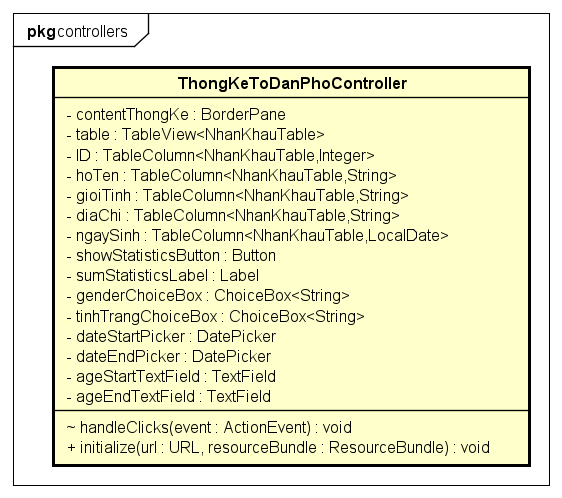 pkg controllers
ThongKeToDanPhoController
- contentThongKe : BorderPane
- table : TableView<NhanKhauTable>
- ID : TableColumn<NhanKhauTable,Integer>
- hoTen : TableColumn<NhanKhauTable,String>
- gioiTinh : TableColumn<NhanKhauTable,String>
- diaChi : TableColumn<NhanKhauTable,String>
- ngaySinh : TableColumn<NhanKhauTable,LocalDate>
- showStatisticsButton : Button
- sumStatisticsLabel : Label
- genderChoiceBox : ChoiceBox<String>
- tinhTrangChoiceBox : ChoiceBox<String>
- dateStartPicker : DatePicker
- dateEndPicker : DatePicker
- ageStartTextField : TextField
- ageEndTextField : TextField
~ handleClicks(event : ActionEvent) : void
+ initialize(url : URL, resourceBundle : ResourceBundle) : void